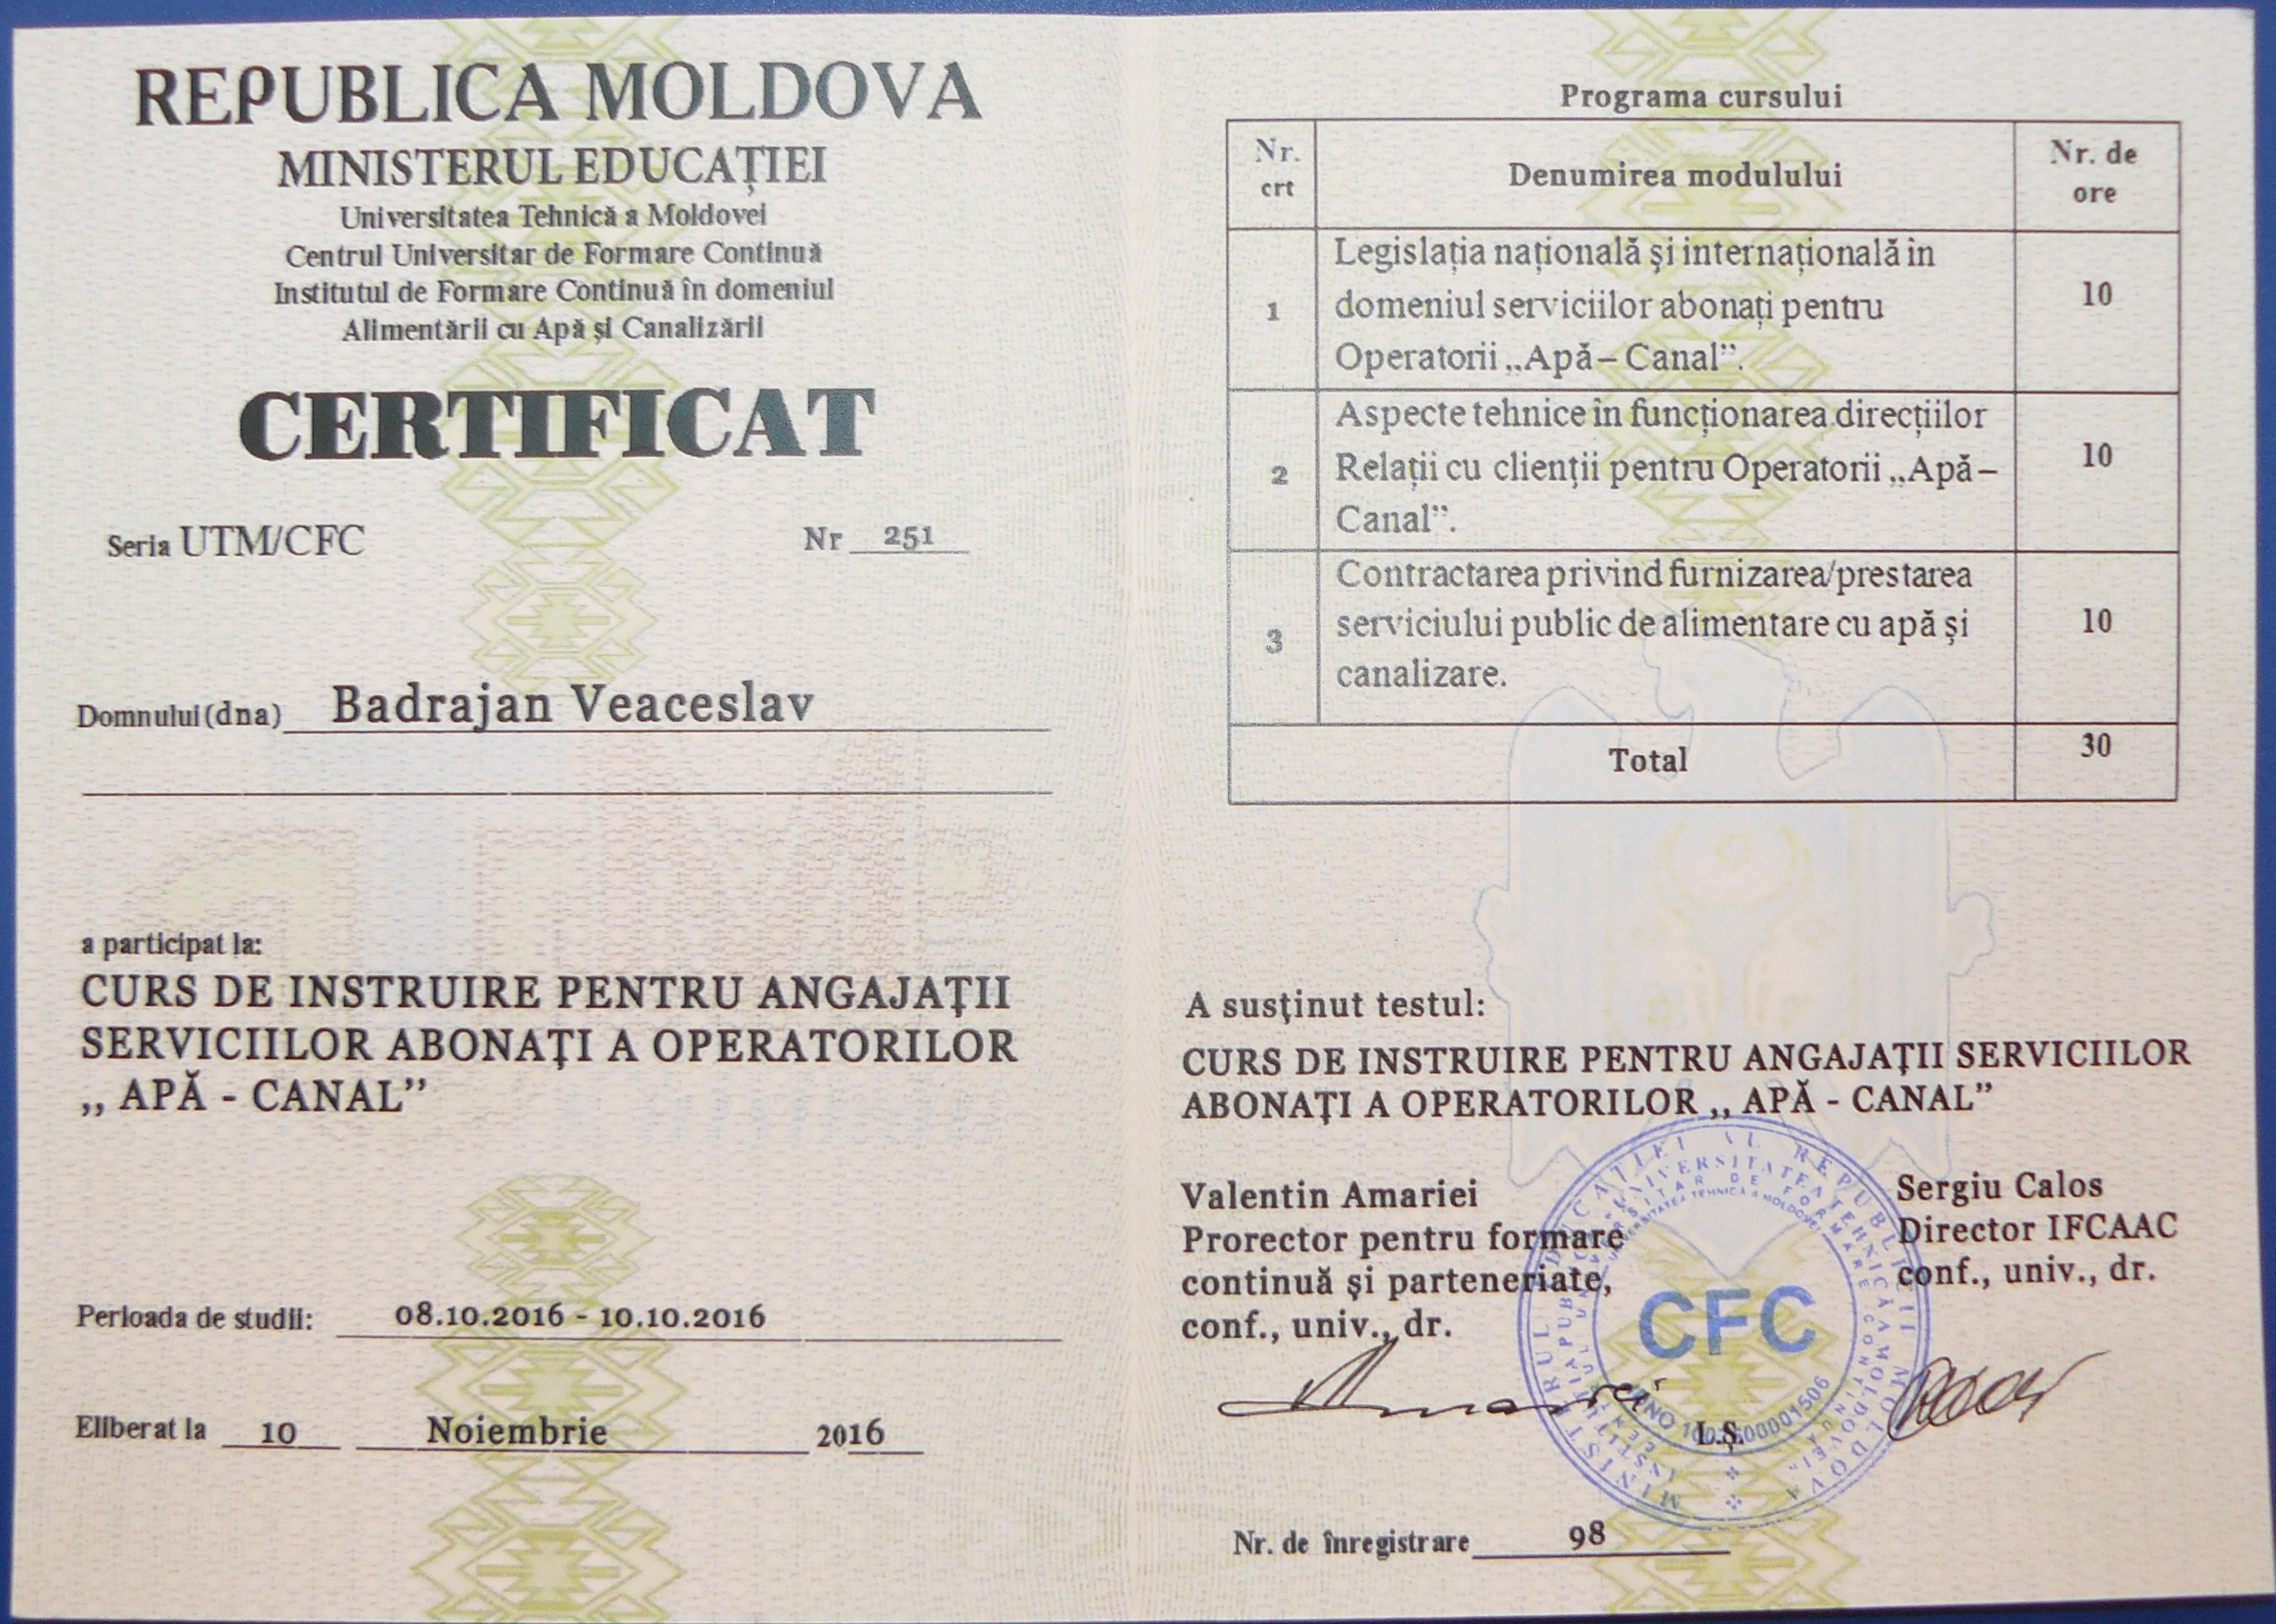 REPUBLICA MOLDOVA
MINISTERUL EDUCAȚIEI
Universitatea Tehnică a Moldovei
Centrul Universitar de Formare Continuă
Institutul de Formare Continuă în domeniul
Alimentării cu Apă și Canalizării
CERTIFICAT
Seria UTM/CFC Nr 251
Domnului (dna) Badrajan Veaceslav
a participat la:
CURS DE INSTRUIRE PENTRU ANGAJAȚII
SERVICIILOR ABONAȚI A OPERATORILOR
,, APĂ - CANAL”
Perioada de studii: 08.10.2016 - 10.10.2016
Eliberat la 10 Noiembrie 2016
Programa cursului
Nr. crt
Denumirea modulului
Nr. de ore
1
Legislația națională și internațională in
domeniul serviciilor abonați pentru
Operatorii ,,Apă – Canal”.
10
2
Aspecte tehnice în funcționarea direcțiilor
Relații cu clienții pentru Operatorii ,,Apă –
Canal”.
10
3
Contractarea privind furnizarea/prestarea
serviciului public de alimentare cu apă și
canalizare.
10
Total 30
A susținut testul:
CURS DE INSTRUIRE PENTRU ANGAJAȚII SERVICIILOR
ABONAȚI A OPERATORILOR ,, APĂ - CANAL”
Valentin Amariei
Prorector pentru formare
continuă și parteneriate,
conf., univ., dr.
Sergiu Calos
Director IFCAAC
conf., univ., dr.
CFC
L.Ș.
Nr. de înregistrare 98